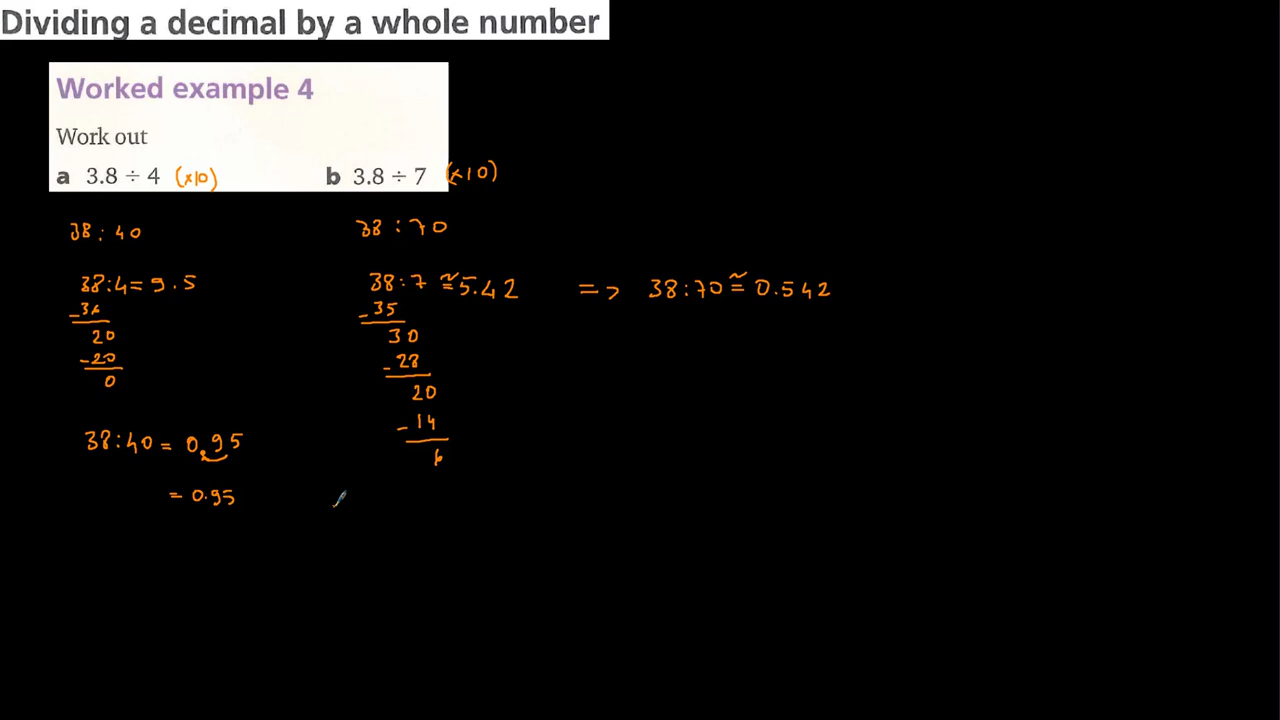 Dividing a decimal by a whole number
Worked example 4
Work out
a 3.8 ÷ 4 (×10)
b 3.8 ÷ 7 (×10)
38 : 40
38:4 = 9.5
-36
20
-20
0
38:40 = 0.95
= 0.95
38 : 70
38:7 ≅ 5.42
-35
30
-28
20
-14
6
=> 38:70 ≅ 0.542